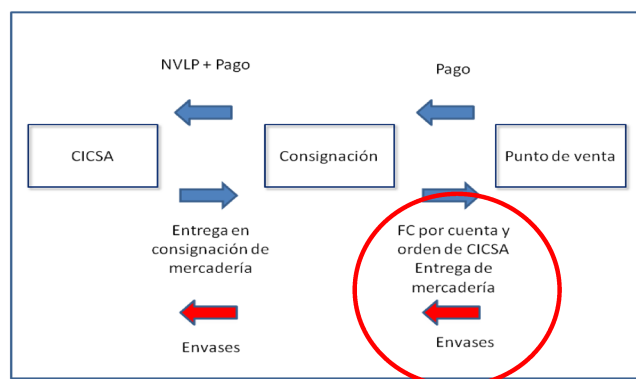 NVLP + Pago
Pago
CICSA
Consignación
Punto de venta
Entrega en
consignación de
mercadería
FC por cuenta y
orden de CICSA
Entrega de
mercadería
Envases
Envases